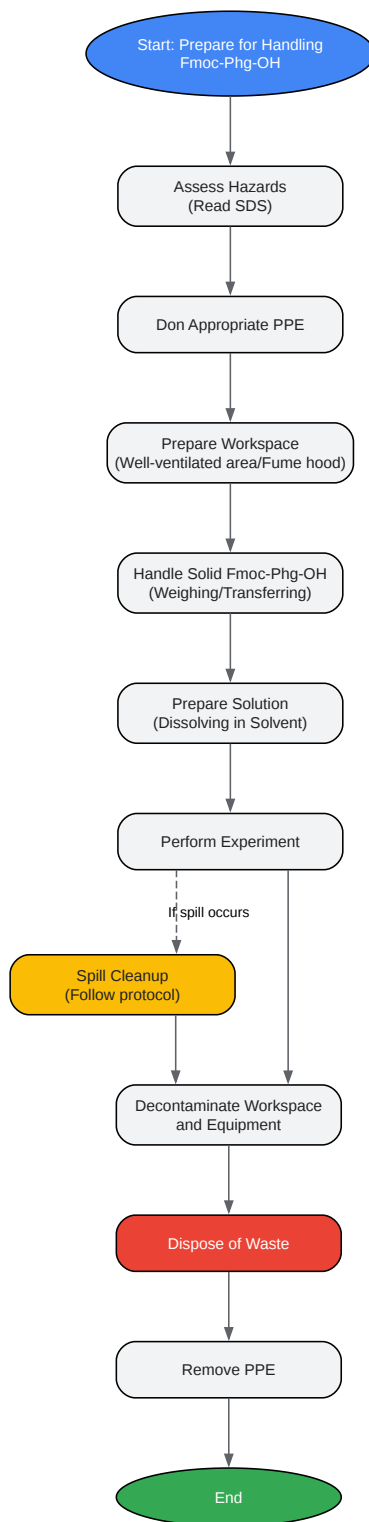 Start: Prepare for Handling
Fmoc-Phg-OH
Assess Hazards
(Read SDS)
Don Appropriate PPE
Prepare Workspace
(Well-ventilated area/Fume hood)
Handle Solid Fmoc-Phg-OH
(Weighing/Transferring)
Prepare Solution
(Dissolving in Solvent)
Perform Experiment
If spill occurs
Spill Cleanup
(Follow protocol)
Decontaminate Workspace
and Equipment
Dispose of Waste
Remove PPE
End